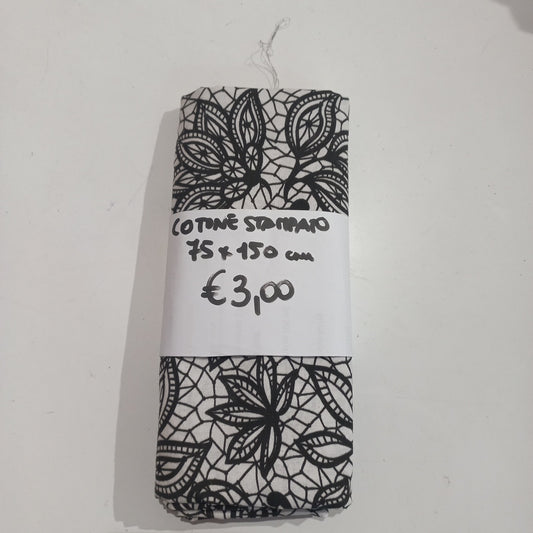 COTONE STAMPATO
75 x 150 cm
€ 3,00